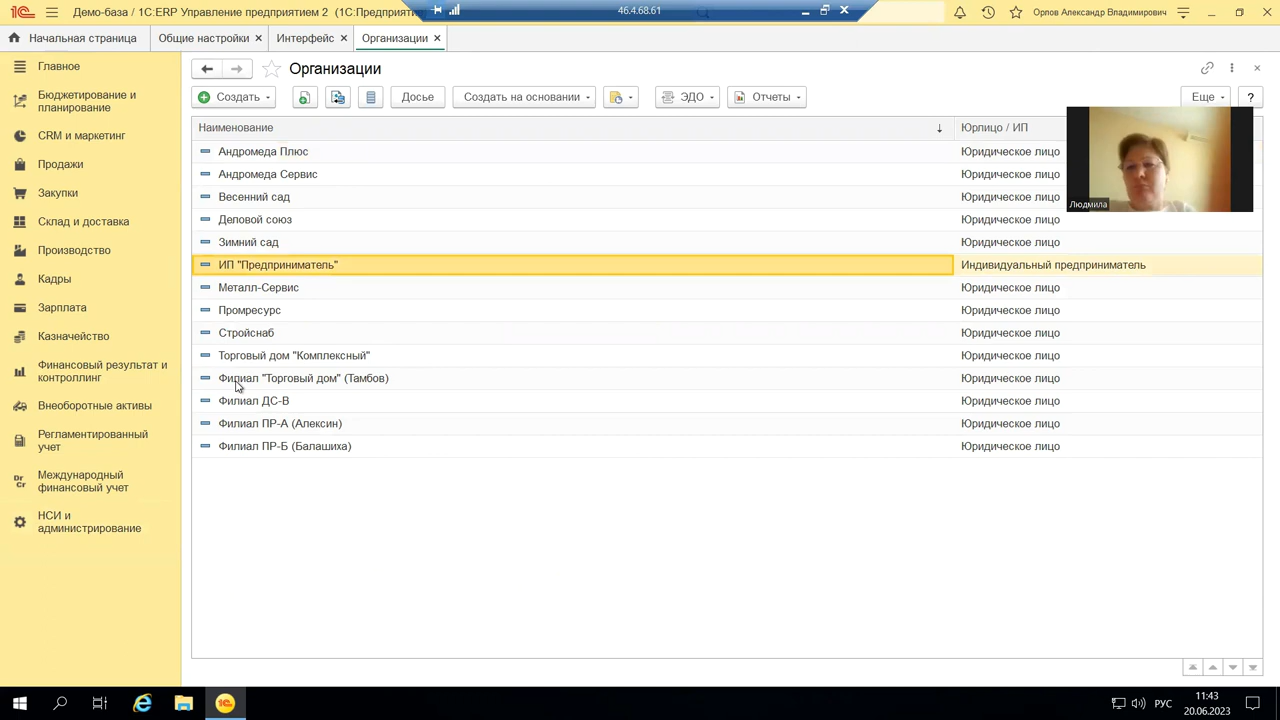 Демо-база / 1С:ERP Управление предприятием 2 (1С:Предприятие
46.4.68.61
Орлов Александр Владимирович
Начальная страница
Общие настройки
Интерфейс
Организации
Главное
Бюджетирование и
планирование
CRM и маркетинг
Продажи
Закупки
Склад и доставка
Производство
Кадры
Зарплата
Казначейство
Финансовый результат и
контроллинг
Внеоборотные активы
Регламентированный
учет
Международный
финансовый учет
НСИ и
администрирование
Организации
Создать
Досье
Создать на основании
ЭДО
Отчеты
Еще
?
Наименование
Юрлицо / ИП
Андромеда Плюс
Юридическое лицо
Андромеда Сервис
Юридическое лицо
Весенний сад
Юридическое лицо
Деловой союз
Юридическое лицо
Зимний сад
Юридическое лицо
ИП "Предприниматель"
Индивидуальный предприниматель
Металл-Сервис
Юридическое лицо
Промресурс
Юридическое лицо
Стройснаб
Юридическое лицо
Торговый дом "Комплексный"
Юридическое лицо
Филиал "Торговый дом" (Тамбов)
Юридическое лицо
Филиал ДС-В
Юридическое лицо
Филиал ПР-А (Алексин)
Юридическое лицо
Филиал ПР-Б (Балашиха)
Юридическое лицо
Людмила
РУС
11:43
20.06.2023